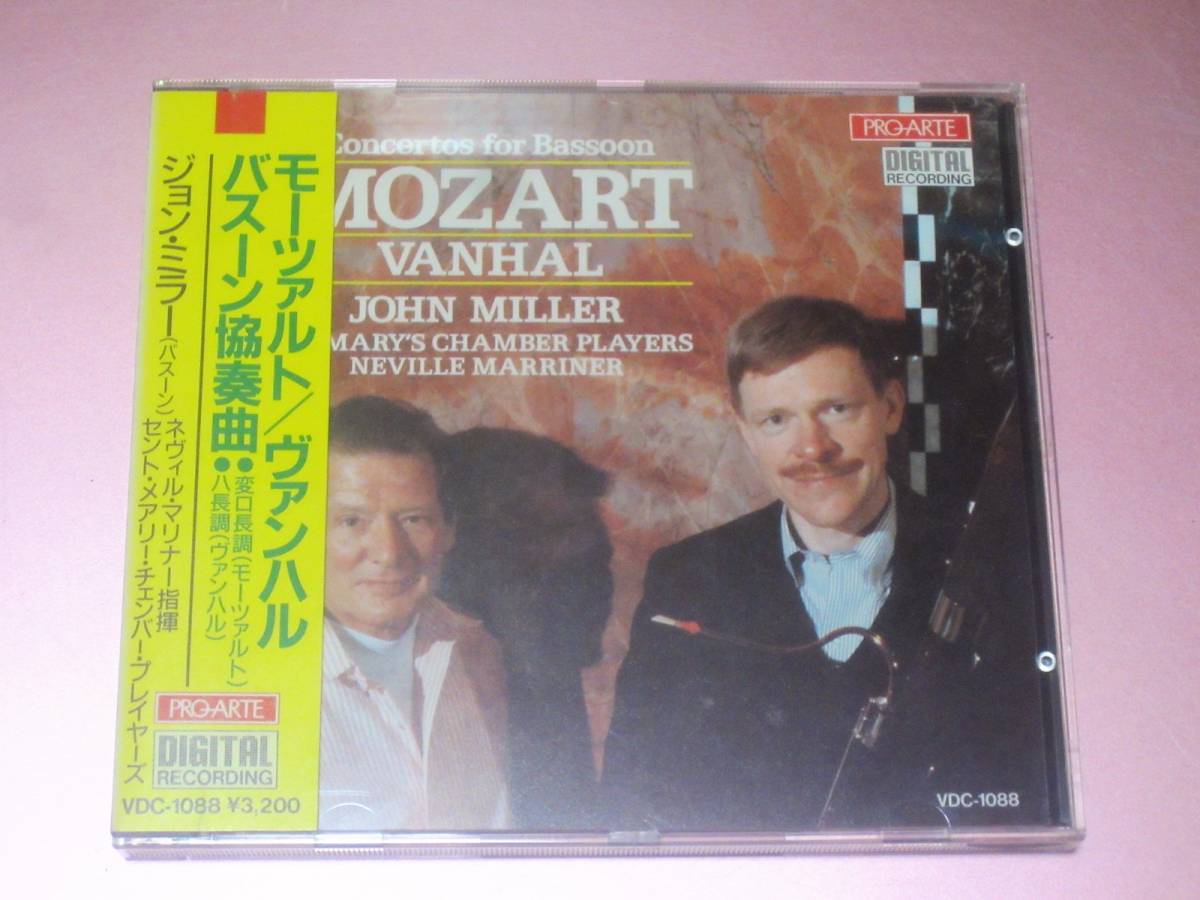 モーツァルト/ヴァンハル
バスーン協奏曲:
変ロ長調(モーツァルト)
ハ長調(ヴァンハル)
ジョン・ミラー(バスーン)
ネヴィル・マリナー指揮
セント・メアリー・チェンバー・プレイヤーズ
PRO-ARTE
DIGITAL
RECORDING
VDC-1088 ¥3,200
Concertos for Bassoon
MOZART
VANHAL
JOHN MILLER
MARY'S CHAMBER PLAYERS
NEVILLE MARRINER
PRO-ARTE
DIGITAL
RECORDING
VDC-1088